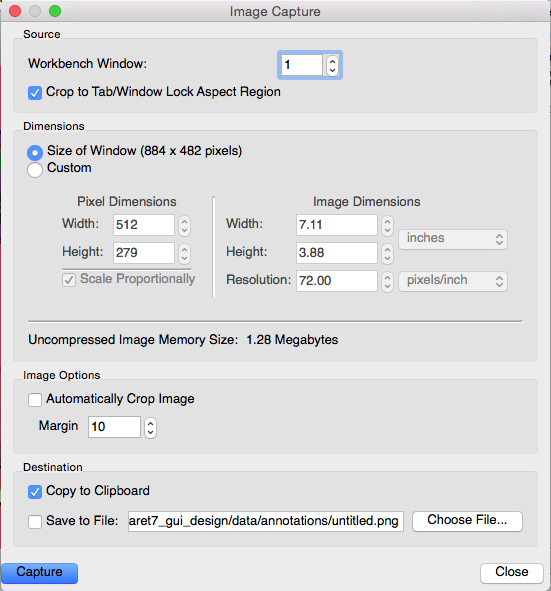 Image Capture
Source
Workbench Window: 1
Crop to Tab/Window Lock Aspect Region
Dimensions
Size of Window (884 x 482 pixels)
Custom
Pixel Dimensions Image Dimensions
Width: 512 Width: 7.11 inches
Height: 279 Height: 3.88
Scale Proportionally Resolution: 72.00 pixels/inch
Uncompressed Image Memory Size: 1.28 Megabytes
Image Options
Automatically Crop Image
Margin 10
Destination
Copy to Clipboard
Save to File: aret7_gui_design/data/annotations/untitled.png Choose File...
Capture Close